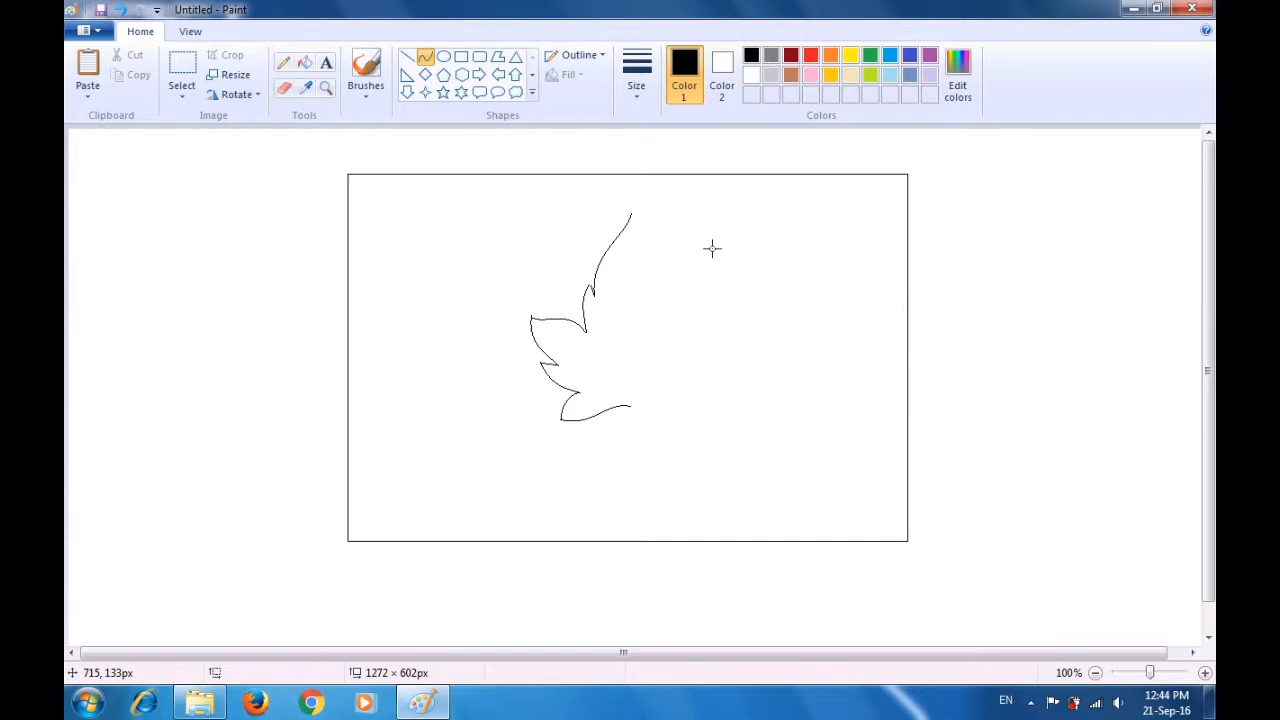 Untitled - Paint
Home View
Paste
Cut
Copy
Clipboard
Select
Crop
Resize
Rotate
Image
A
Tools
Brushes
Outline
Fill
Shapes
Size
Color 1
Color 2
Edit colors
Colors
715, 133px
1272 × 602px
100%
EN
12:44 PM
21-Sep-16